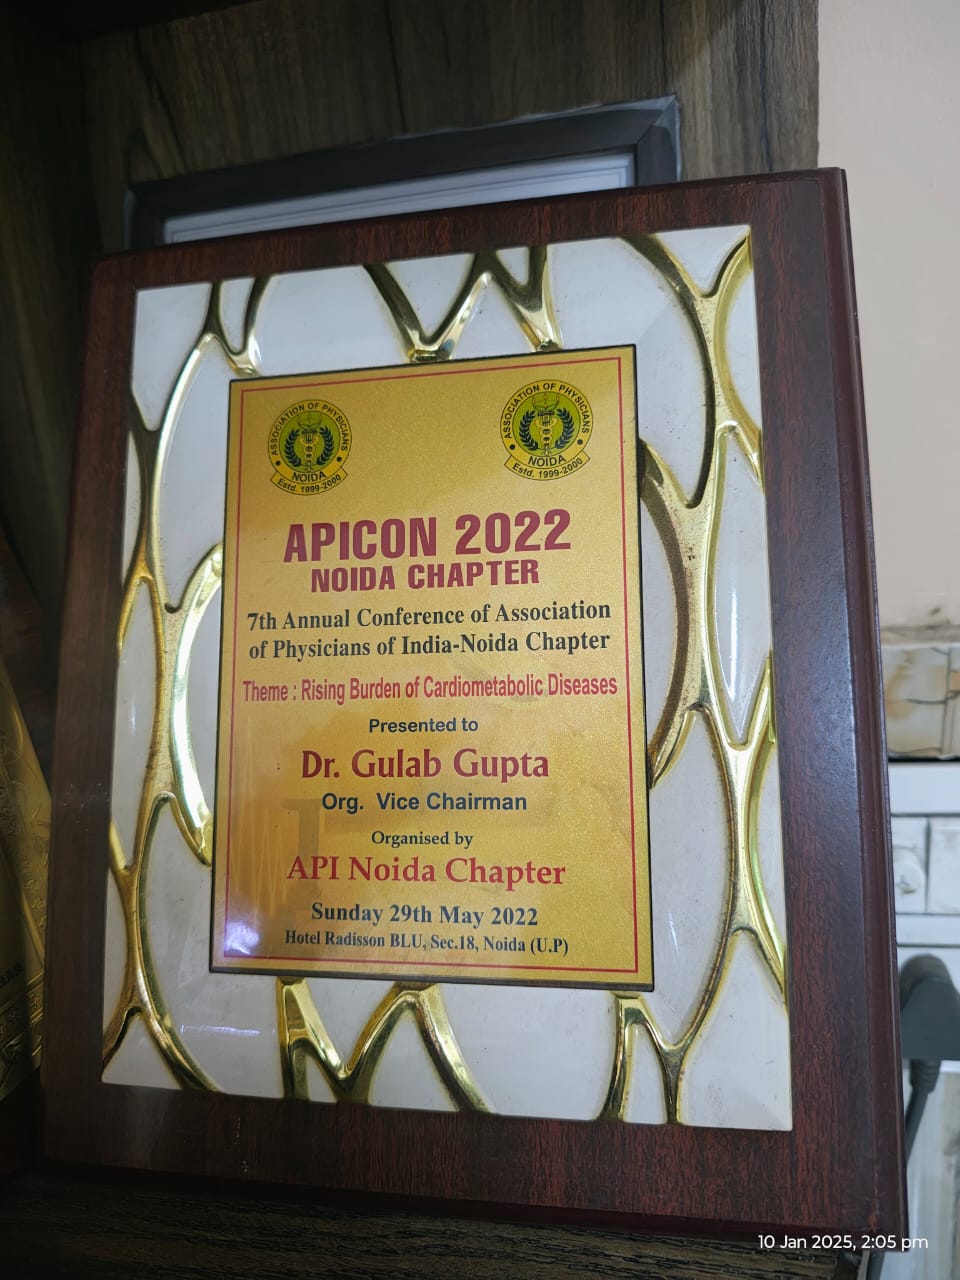 ASSOCIATION OF PHYSICIANS
NOIDA
Estd. 1999-2000
ASSOCIATION OF PHYSICIANS
NOIDA
Estd. 1999-2000
APICON 2022
NOIDA CHAPTER
7th Annual Conference of Association
of Physicians of India-Noida Chapter
Theme : Rising Burden of Cardiometabolic Diseases
Presented to
Dr. Gulab Gupta
Org. Vice Chairman
Organised by
API Noida Chapter
Sunday 29th May 2022
Hotel Radisson BLU, Sec.18, Noida (U.P)
10 Jan 2025, 2:05 pm